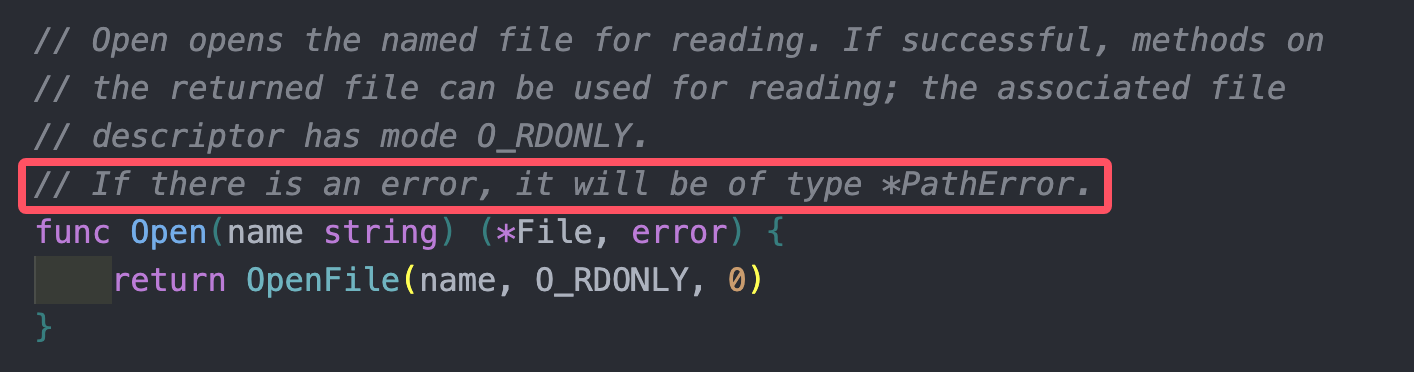 // Open opens the named file for reading. If successful, methods on
// the returned file can be used for reading; the associated file
// descriptor has mode O_RDONLY.
// If there is an error, it will be of type *PathError.
func Open(name string) (*File, error) {
    return OpenFile(name, O_RDONLY, 0)
}